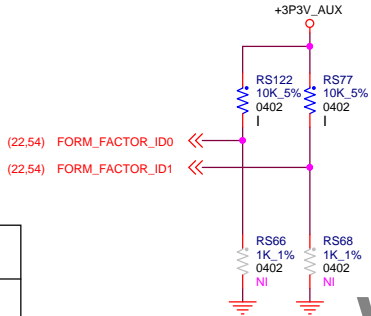 +3P3V_AUX
RS122
10K_5%
0402
I
RS77
10K_5%
0402
I
(22,54) FORM_FACTOR_ID0
(22,54) FORM_FACTOR_ID1
RS66
1K_1%
0402
NI
RS68
1K_1%
0402
NI